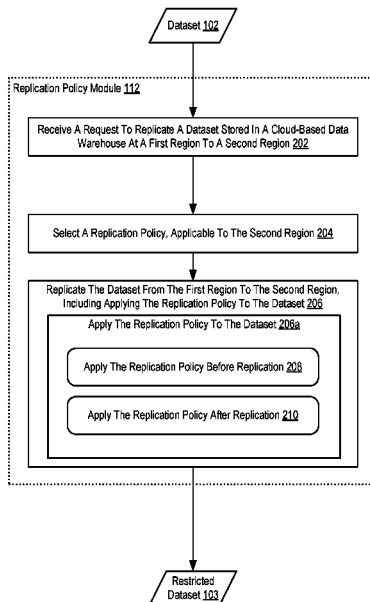 Dataset 102
Replication Policy Module 112
Receive A Request To Replicate A Dataset Stored In A Cloud-Based Data
Warehouse At A First Region To A Second Region 202
Select A Replication Policy, Applicable To The Second Region 204
Replicate The Dataset From The First Region To The Second Region,
Including Applying The Replication Policy To The Dataset 206
Apply The Replication Policy To The Dataset 206a
Apply The Replication Policy Before Replication 208
Apply The Replication Policy After Replication 210
Restricted
Dataset 103